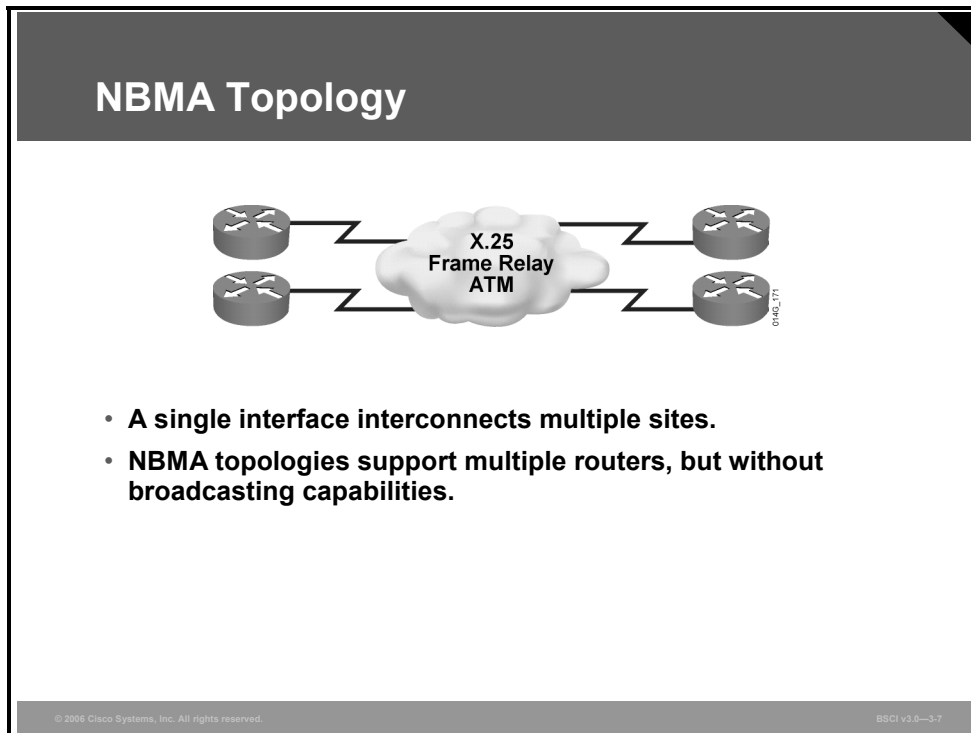 NBMA Topology
X.25
Frame Relay
ATM
014G_171
• A single interface interconnects multiple sites.
• NBMA topologies support multiple routers, but without
broadcasting capabilities.
© 2006 Cisco Systems, Inc. All rights reserved.
BSCI v3.0—3-7